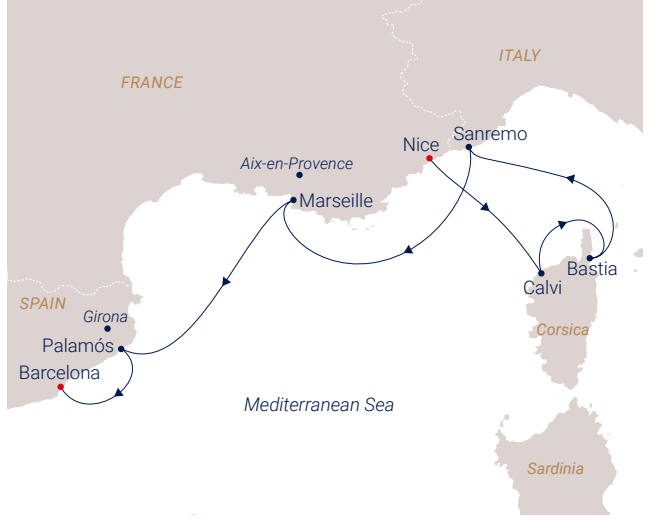 ITALY
FRANCE
Sanremo
Nice
Aix-en-Provence
Marseille
Bastia
Calvi
SPAIN
Girona
Corsica
Palamós
Barcelona
Mediterranean Sea
Sardinia